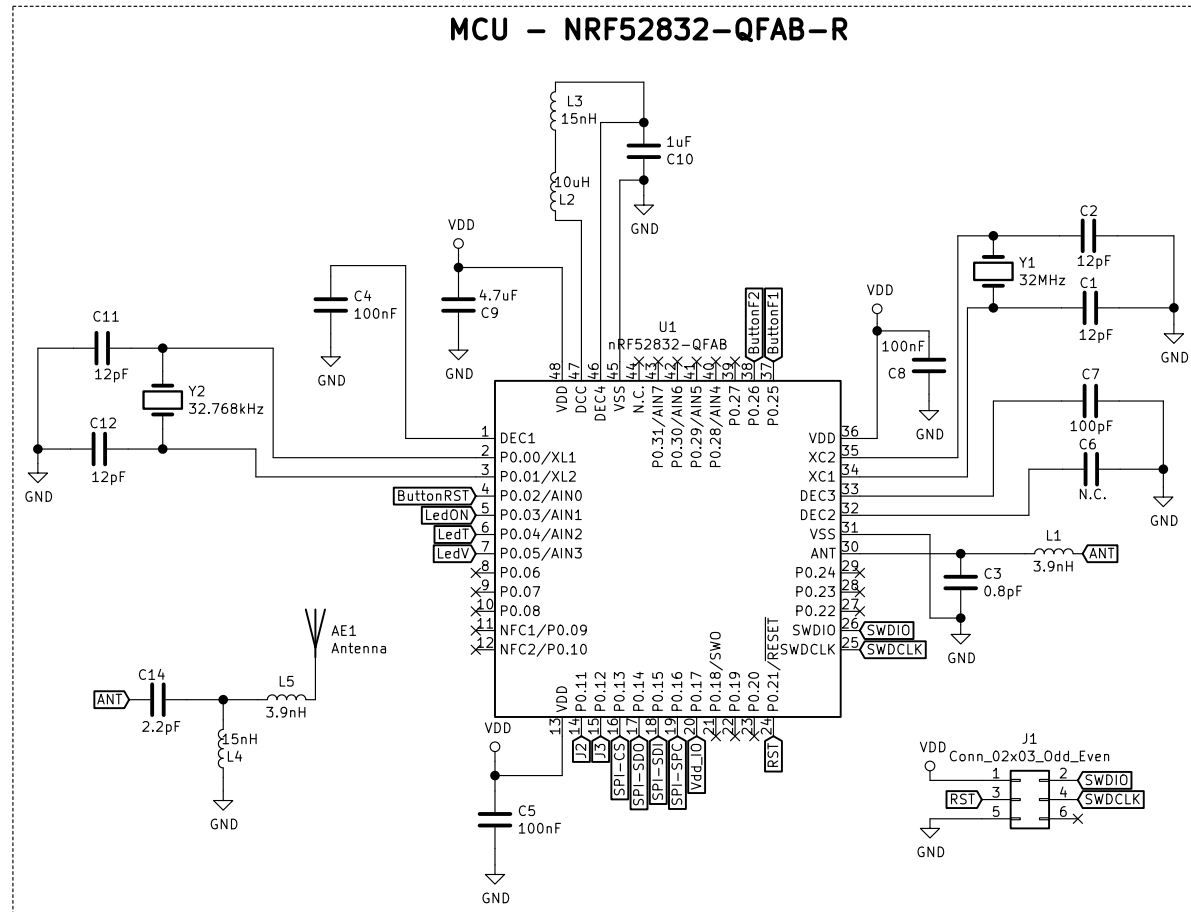 MCU - NRF52832-QFAB-R
L3
15nH
1uF
C10
10uH
L2
GND
VDD
4.7uF
C9
GND
C4
100nF
GND
C11
12pF
Y2
32.768kHz
C12
12pF
GND
U1
nRF52832-QFAB
ButtonF2
ButtonF1
48 47 46 45 44 43 42 41 40 39 38 37
VDD
DCC
DEC4
VSS
N.C.
P0.31/AIN7
P0.30/AIN6
P0.29/AIN5
P0.28/AIN4
P0.27
P0.26
P0.25
C2
12pF
Y1
32MHz
C1
12pF
GND
VDD
100nF
C8
GND
C7
100pF
C6
N.C.
GND
1 DEC1
2 P0.00/XL1
3 P0.01/XL2
ButtonRST 4 P0.02/AIN0
LedON 5 P0.03/AIN1
LedT 6 P0.04/AIN2
LedV 7 P0.05/AIN3
8 P0.06
9 P0.07
10 P0.08
11 NFC1/P0.09
12 NFC2/P0.10
VDD 36
XC2 35
XC1 34
DEC3 33
DEC2 32
VSS 31
ANT 30
P0.24 29
P0.23 28
P0.22 27
SWDIO 26 SWDIO
SWDCLK 25 SWDCLK
L1
3.9nH
ANT
C3
0.8pF
GND
AE1
Antenna
ANT
C14
2.2pF
L5
3.9nH
15nH
L4
GND
VDD
P0.11
P0.12
P0.13
P0.14
P0.15
P0.16
P0.17
P0.18/SWO
P0.19
P0.20
P0.21/RESET
13 14 15 16 17 18 19 20 21 22 23 24
J2
J3
SPI-CS
SPI-SDO
SPI-SDI
SPI-SPC
Vdd_IO
RST
VDD
C5
100nF
GND
J1
Conn_02x03_Odd_Even
VDD
1 2 SWDIO
RST 3 4 SWDCLK
5 6
GND